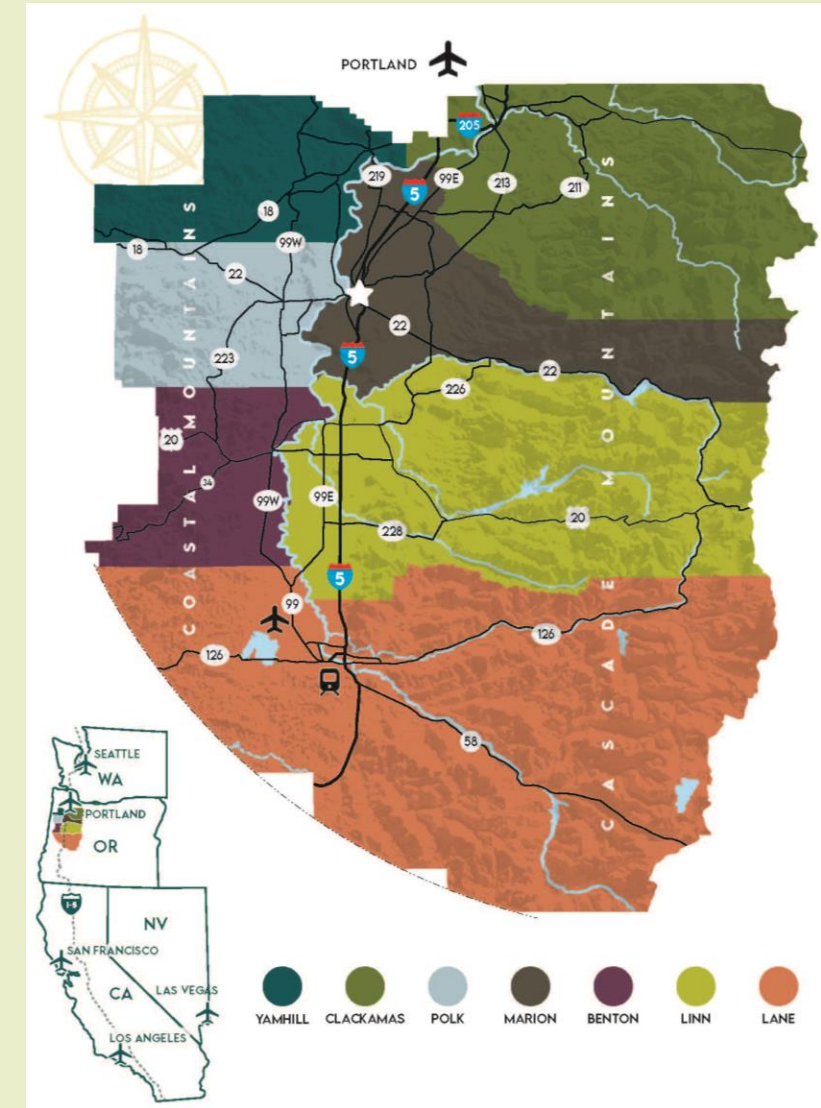 PORTLAND
205
219
5
99E
213
211
18
99W
18
22
22
5
223
22
226
20
34
99W
99E
20
228
5
99
126
126
58
COASTAL MOUNTAINS
CASCADE MOUNTAINS
SEATTLE
WA
PORTLAND
OR
I-5
NV
SAN FRANCISCO
CA
LAS VEGAS
LOS ANGELES
YAMHILL CLACKAMAS POLK MARION BENTON LINN LANE